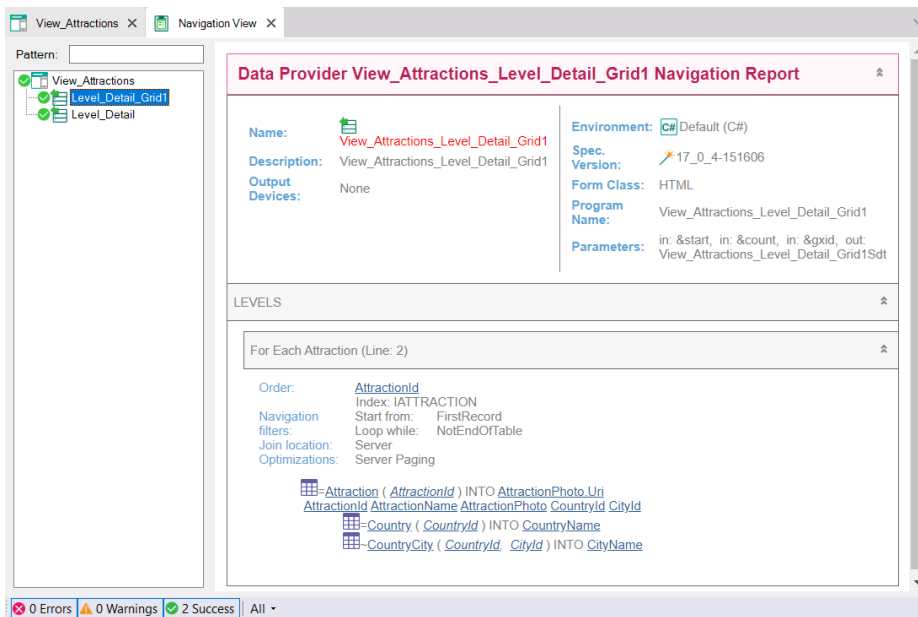 View_Attractions
Navigation View
Pattern:
View_Attractions
Level_Detail_Grid1
Level_Detail
Data Provider View_Attractions_Level_Detail_Grid1 Navigation Report
Name:
View_Attractions_Level_Detail_Grid1
Description: View_Attractions_Level_Detail_Grid1
Output Devices: None
Environment: C# Default (C#)
Spec. Version: 17_0_4-151606
Form Class: HTML
Program Name: View_Attractions_Level_Detail_Grid1
Parameters: in: &start, in: &count, in: &gxid, out:
View_Attractions_Level_Detail_Grid1Sdt
LEVELS
For Each Attraction (Line: 2)
Order: AttractionId
Index: IATTRACTION
Navigation filters: Start from: FirstRecord
Loop while: NotEndOfTable
Join location: Server
Optimizations: Server Paging
=Attraction ( AttractionId ) INTO AttractionPhoto.Uri
AttractionId AttractionName AttractionPhoto CountryId CityId
=Country ( CountryId ) INTO CountryName
~CountryCity ( CountryId, CityId ) INTO CityName
0 Errors 0 Warnings 2 Success All